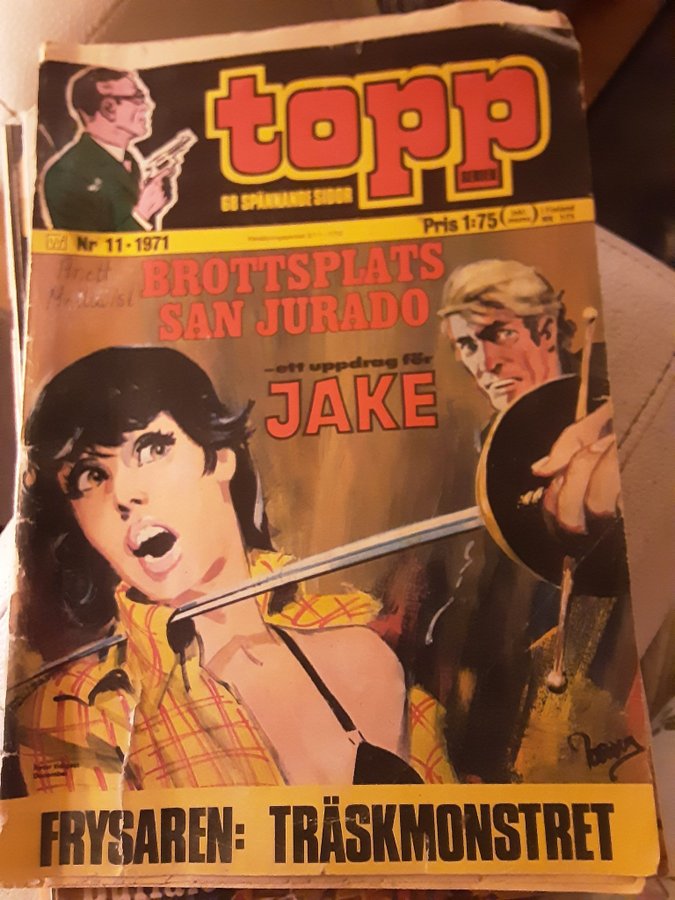 topp
SERIEN
68 SPÄNNANDE SIDOR
Nr 11 • 1971
Pris 1:75 (
BROTTSPLATS
SAN JURADO
– ett uppdrag för
JAKE
FRYSAREN: TRÄSKMONSTRET